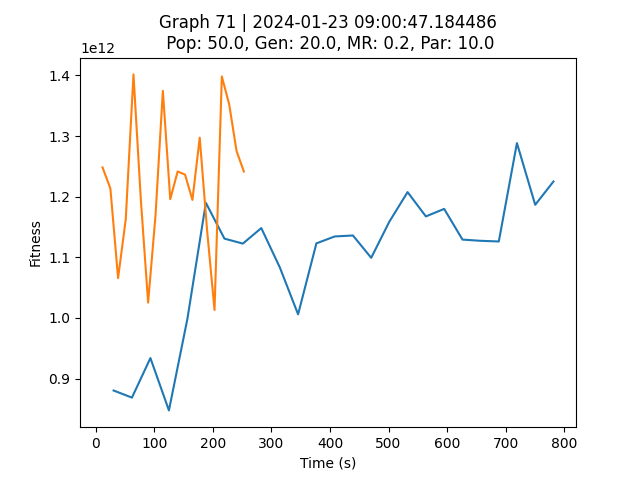 Graph 71 | 2024-01-23 09:00:47.184486
Pop: 50.0, Gen: 20.0, MR: 0.2, Par: 10.0
1e12
1.4
1.3
1.2
1.1
1.0
0.9
Fitness
0 100 200 300 400 500 600 700 800
Time (s)